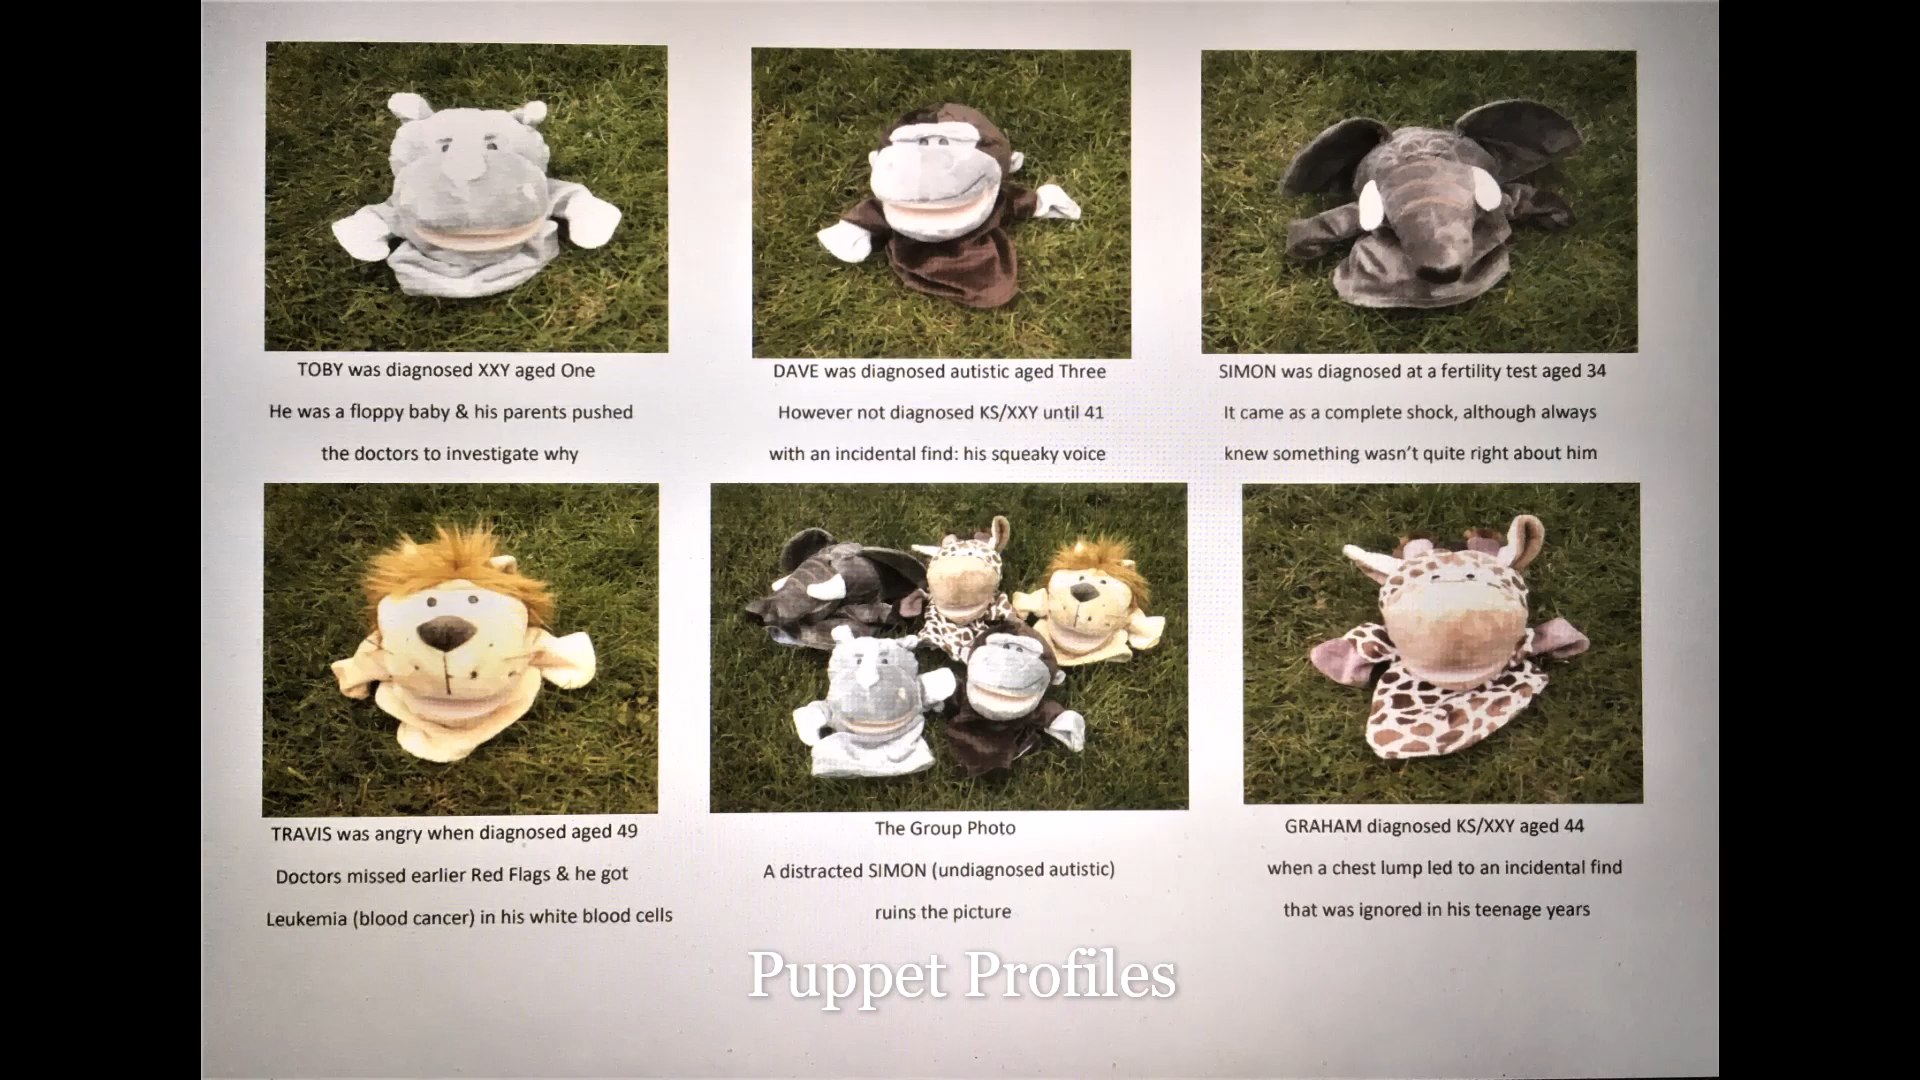 TOBY was diagnosed XXY aged One
He was a floppy baby & his parents pushed
the doctors to investigate why
DAVE was diagnosed autistic aged Three
However not diagnosed KS/XXY until 41
with an incidental find: his squeaky voice
SIMON was diagnosed at a fertility test aged 34
It came as a complete shock, although always
knew something wasn't quite right about him
TRAVIS was angry when diagnosed aged 49
Doctors missed earlier Red Flags & he got
Leukemia (blood cancer) in his white blood cells
The Group Photo
A distracted SIMON (undiagnosed autistic)
ruins the picture
GRAHAM diagnosed KS/XXY aged 44
when a chest lump led to an incidental find
that was ignored in his teenage years
Puppet Profiles